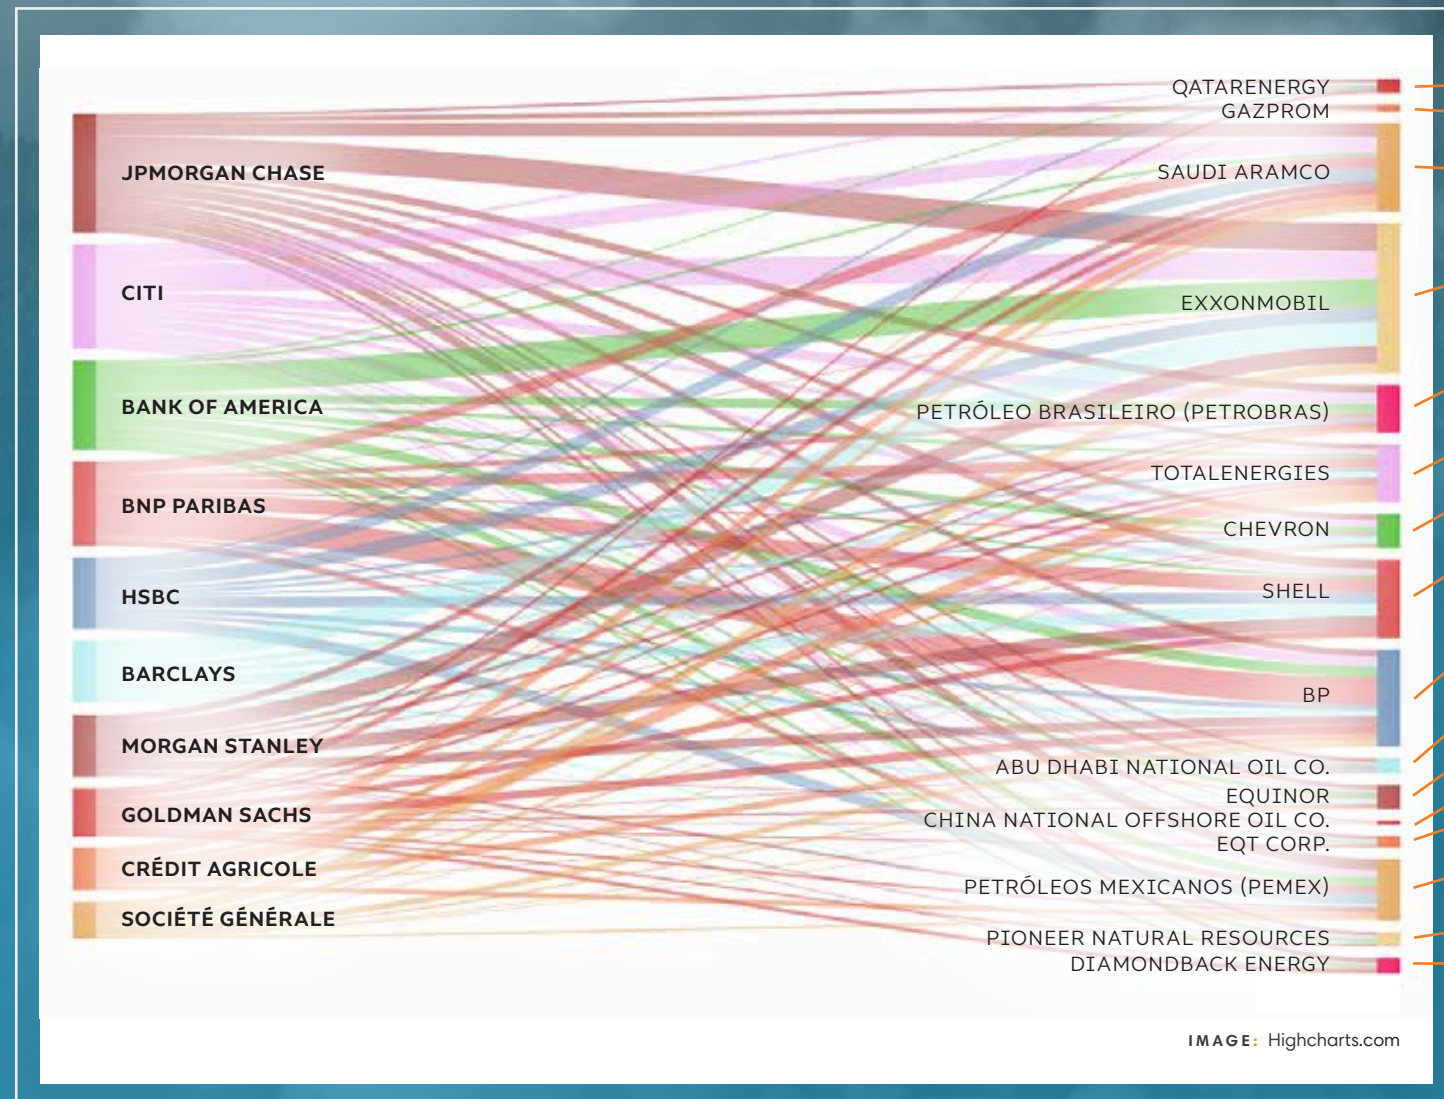 JPMORGAN CHASE
CITI
BANK OF AMERICA
BNP PARIBAS
HSBC
BARCLAYS
MORGAN STANLEY
GOLDMAN SACHS
CRÉDIT AGRICOLE
SOCIÉTÉ GÉNÉRALE
QATARENERGY
GAZPROM
SAUDI ARAMCO
EXXONMOBIL
PETRÓLEO BRASILEIRO (PETROBRAS)
TOTALENERGIES
CHEVRON
SHELL
BP
ABU DHABI NATIONAL OIL CO.
EQUINOR
CHINA NATIONAL OFFSHORE OIL CO.
EQT CORP.
PETRÓLEOS MEXICANOS (PEMEX)
PIONEER NATURAL RESOURCES
DIAMONDBACK ENERGY
IMAGE: Highcharts.com